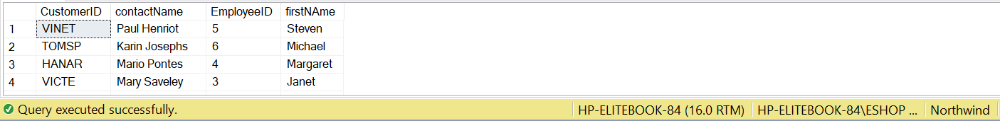 CustomerID contactName EmployeeID firstNAme
1 VINET Paul Henriot 5 Steven
2 TOMSP Karin Josephs 6 Michael
3 HANAR Mario Pontes 4 Margaret
4 VICTE Mary Saveley 3 Janet
Query executed successfully. HP-ELITEBOOK-84 (16.0 RTM) HP-ELITEBOOK-84\ESHOP ... Northwind